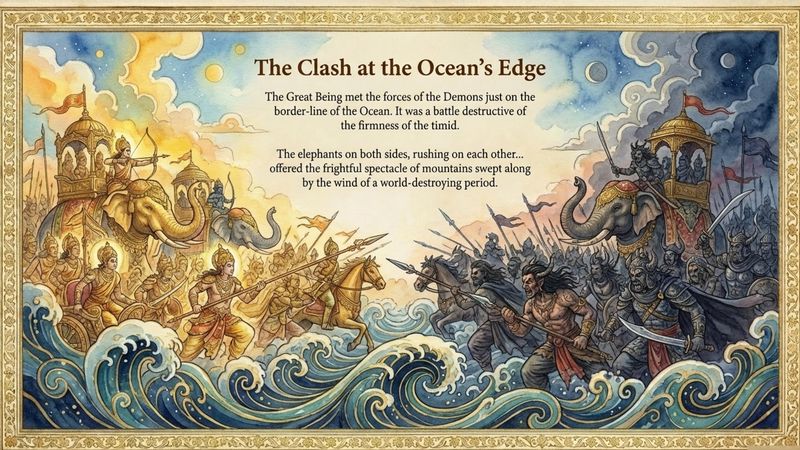 The Clash at the Ocean's Edge
The Great Being met the forces of the Demons just on the
border-line of the Ocean. It was a battle destructive of
the firmness of the timid.
The elephants on both sides, rushing on each other...
offered the frightful spectacle of mountains swept along
by the wind of a world-destroying period.